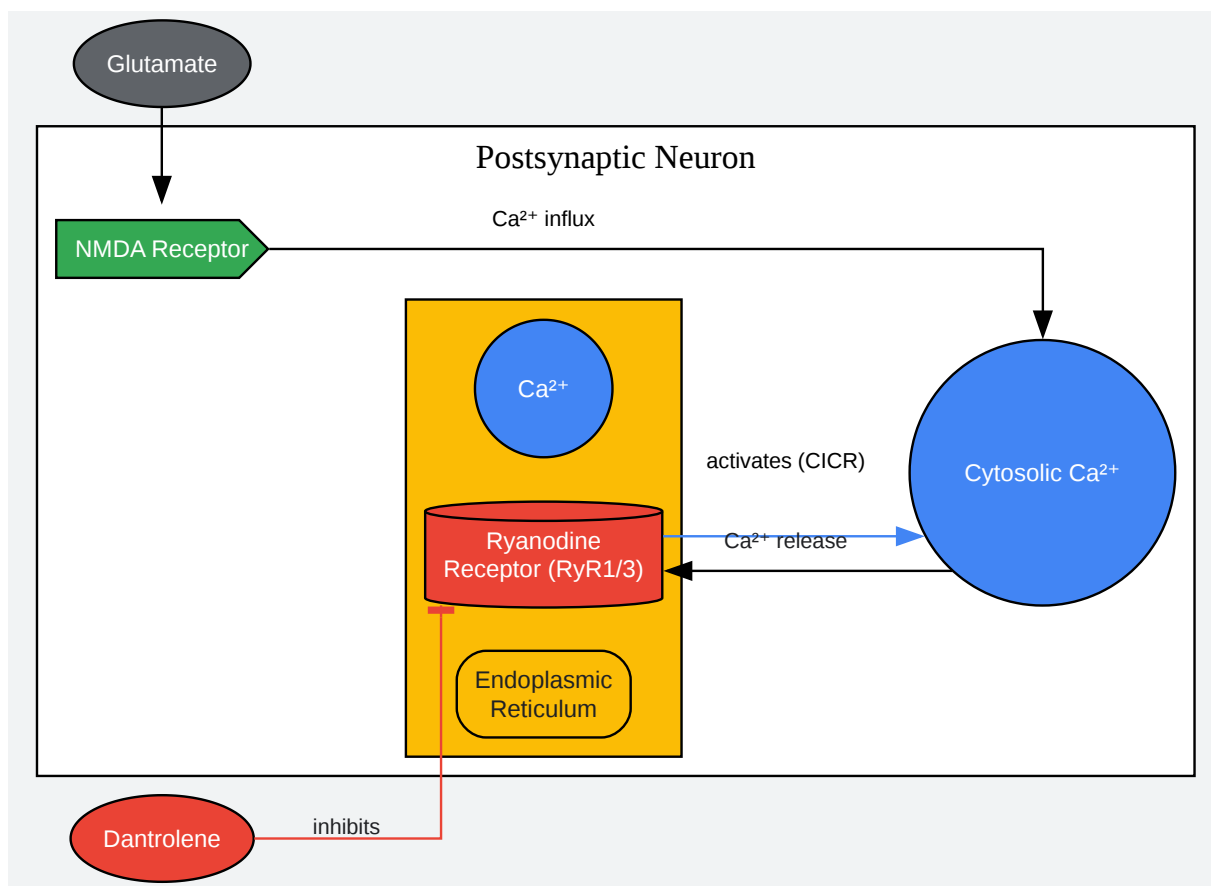 Glutamate
Postsynaptic Neuron
Ca²⁺ influx
NMDA Receptor
Ca²⁺
activates (CICR)
Cytosolic Ca²⁺
Ryanodine
Receptor (RyR1/3)
Ca²⁺ release
Endoplasmic
Reticulum
Dantrolene
inhibits